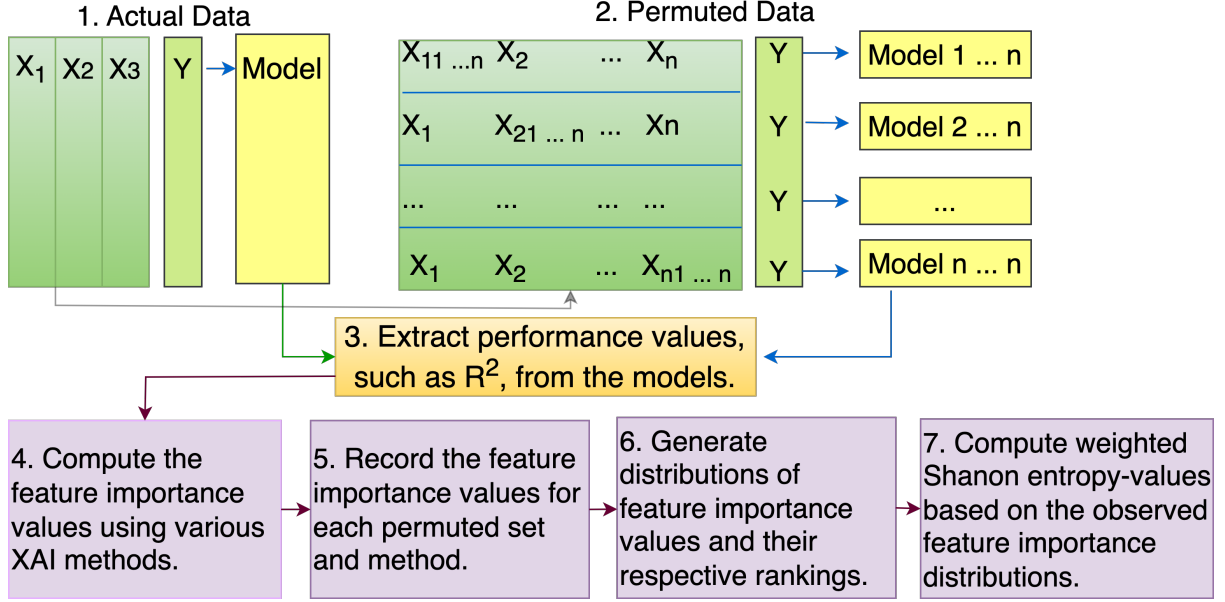 1. Actual Data
X₁ X2 X3 Y Model
2. Permuted Data
X₁₁ ...n X₂ ... Xₙ Y Model 1 ... n
X₁ X₂₁ ... n ... Xn Y Model 2 ... n
... ... ... ... Y ...
X₁ X₂ ... Xₙ₁ ... n Y Model n ... n
3. Extract performance values,
such as R², from the models.
4. Compute the
feature importance
values using various
XAI methods.
5. Record the feature
importance values for
each permuted set
and method.
6. Generate
distributions of
feature importance
values and their
respective rankings.
7. Compute weighted
Shanon entropy-values
based on the observed
feature importance
distributions.